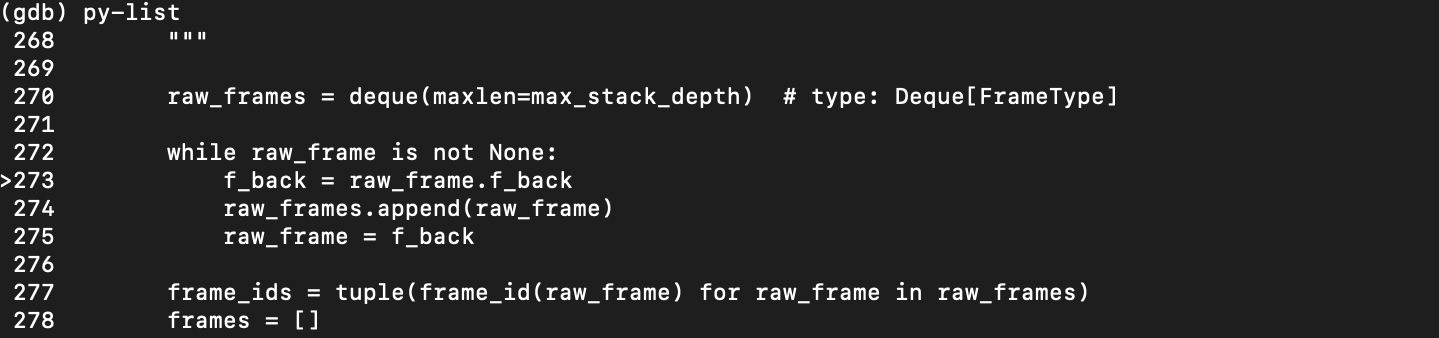 (gdb) py-list
 268        """
 269
 270        raw_frames = deque(maxlen=max_stack_depth)  # type: Deque[FrameType]
 271
 272        while raw_frame is not None:
>273            f_back = raw_frame.f_back
 274            raw_frames.append(raw_frame)
 275            raw_frame = f_back
 276
 277        frame_ids = tuple(frame_id(raw_frame) for raw_frame in raw_frames)
 278        frames = []